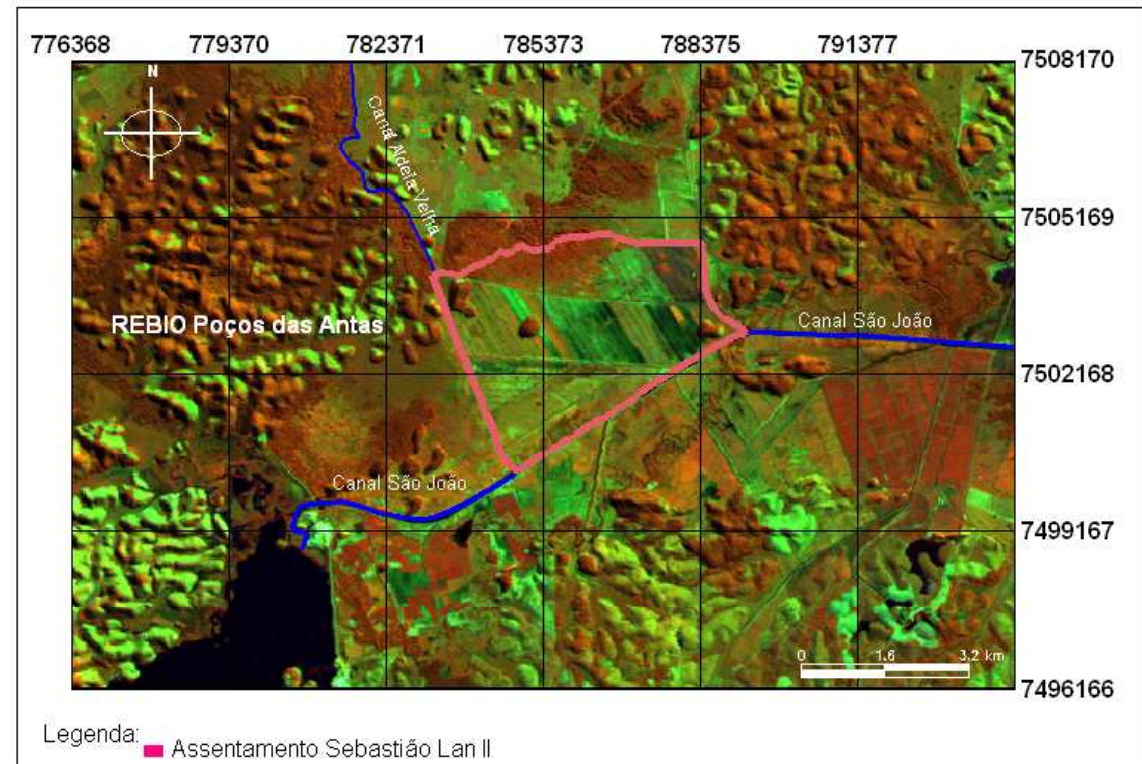 776368 779370 782371 785373 788375 791377
7508170
N
Canal Aldeia Velha
7505169
REBIO Poços das Antas
Canal São João
7502168
Canal São João
7499167
0 1.6 3.2 km
7496166
Legenda:
Assentamento Sebastião Lan II